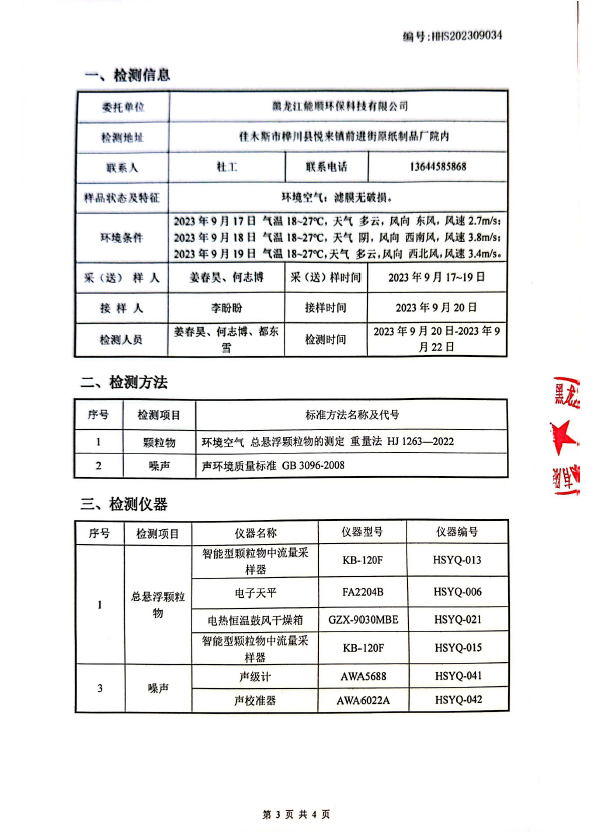 编号:HHS202309034
一、检测信息
委托单位 黑龙江能顺环保科技有限公司
检测地址 佳木斯市桦川县悦来镇前进街原纸制品厂院内
联系人 杜工 联系电话 13644585868
样品状态及特征 环境空气：滤膜无破损。
环境条件
2023 年 9 月 17 日 气温 18~27℃, 天气 多云, 风向 东风, 风速 2.7m/s;
2023 年 9 月 18 日 气温 18~27℃, 天气 阴, 风向 西南风, 风速 3.8m/s;
2023 年 9 月 19 日 气温 18~27℃,天气 多云, 风向 西北风, 风速 3.4m/s。
采（送）样 人 姜春昊、何志博 采（送）样时间 2023 年 9 月 17~19 日
接 样 人 李盼盼 接样时间 2023 年 9 月 20 日
检测人员 姜春昊、何志博、都东
雪
检测时间 2023 年 9 月 20 日-2023 年 9
月 22 日
二、检测方法
序号 检测项目 标准方法名称及代号
1 颗粒物 环境空气 总悬浮颗粒物的测定 重量法 HJ 1263—2022
2 噪声 声环境质量标准 GB 3096-2008
三、检测仪器
序号 检测项目 仪器名称 仪器型号 仪器编号
1 总悬浮颗粒
物
智能型颗粒物中流量采
样器
KB-120F HSYQ-013
电子天平 FA2204B HSYQ-006
电热恒温鼓风干燥箱 GZX-9030MBE HSYQ-021
智能型颗粒物中流量采
样器
KB-120F HSYQ-015
3 噪声 声级计 AWA5688 HSYQ-041
声校准器 AWA6022A HSYQ-042
黑龙
第 3 页 共 4 页